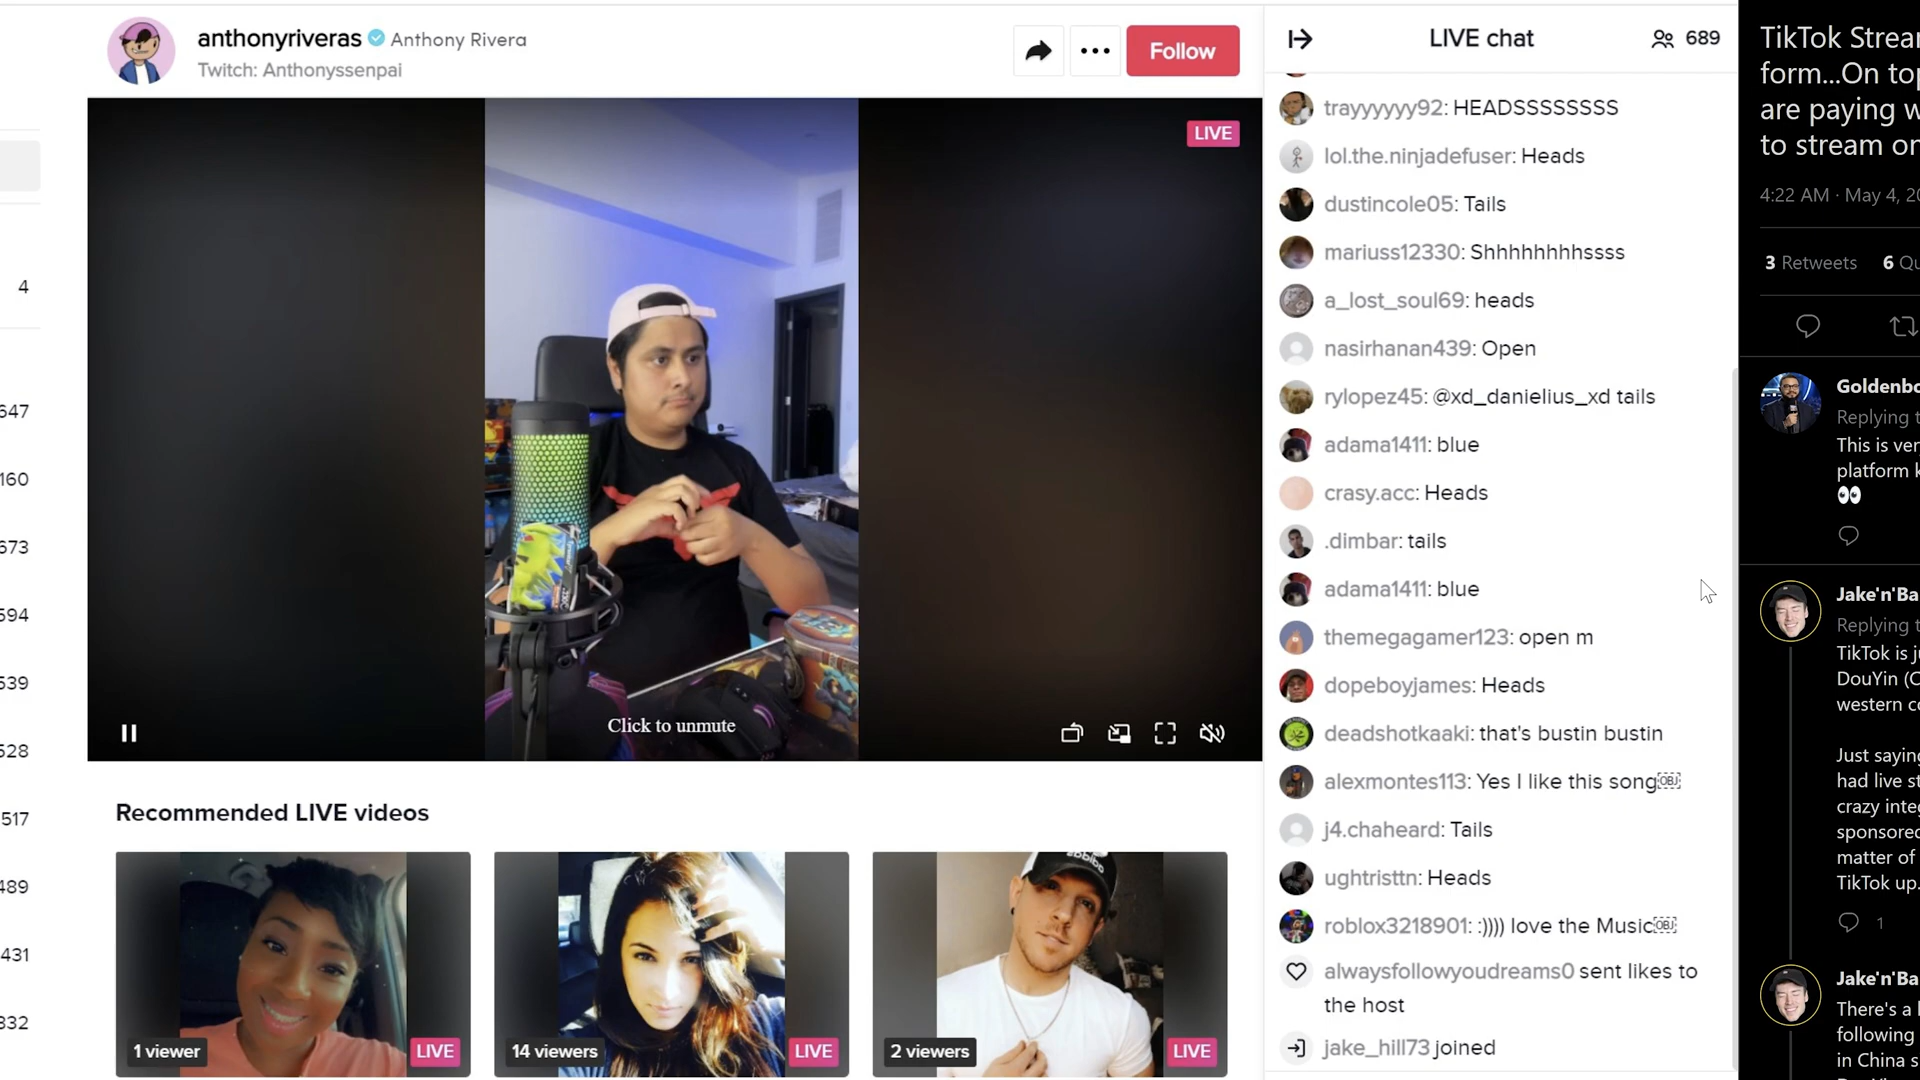 anthonyriveras Anthony Rivera
Twitch: Anthonyssenpai
Follow
LIVE
Click to unmute
4
647
160
673
594
539
528
517
489
431
332
Recommended LIVE videos
1 viewer
LIVE
14 viewers
LIVE
2 viewers
LIVE
LIVE chat
689
trayyyyyy92: HEADSSSSSSSS
lol.the.ninjadefuser: Heads
dustincole05: Tails
mariuss12330: Shhhhhhhhssss
a_lost_soul69: heads
nasirhanan439: Open
rylopez45: @xd_danielius_xd tails
adama1411: blue
crasy.acc: Heads
.dimbar: tails
adama1411: blue
themegagamer123: open m
dopeboyjames: Heads
deadshotkaaki: that's bustin bustin
alexmontes113: Yes I like this song￼
j4.chaheard: Tails
ughtristtn: Heads
roblox3218901: :)))) love the Music￼
alwaysfollowyoudreams0 sent likes to
the host
jake_hill73 joined
TikTok Strea
form...On to
are paying w
to stream on
4:22 AM · May 4, 20
3 Retweets 6 Qu
Goldenbo
Replying t
This is ver
platform k
👀
Jake'n'Ba
Replying t
TikTok is j
DouYin (C
western c
Just saying
had live st
crazy inte
sponsored
matter of
TikTok up.
1
Jake'n'Ba
There's a
following
in China s